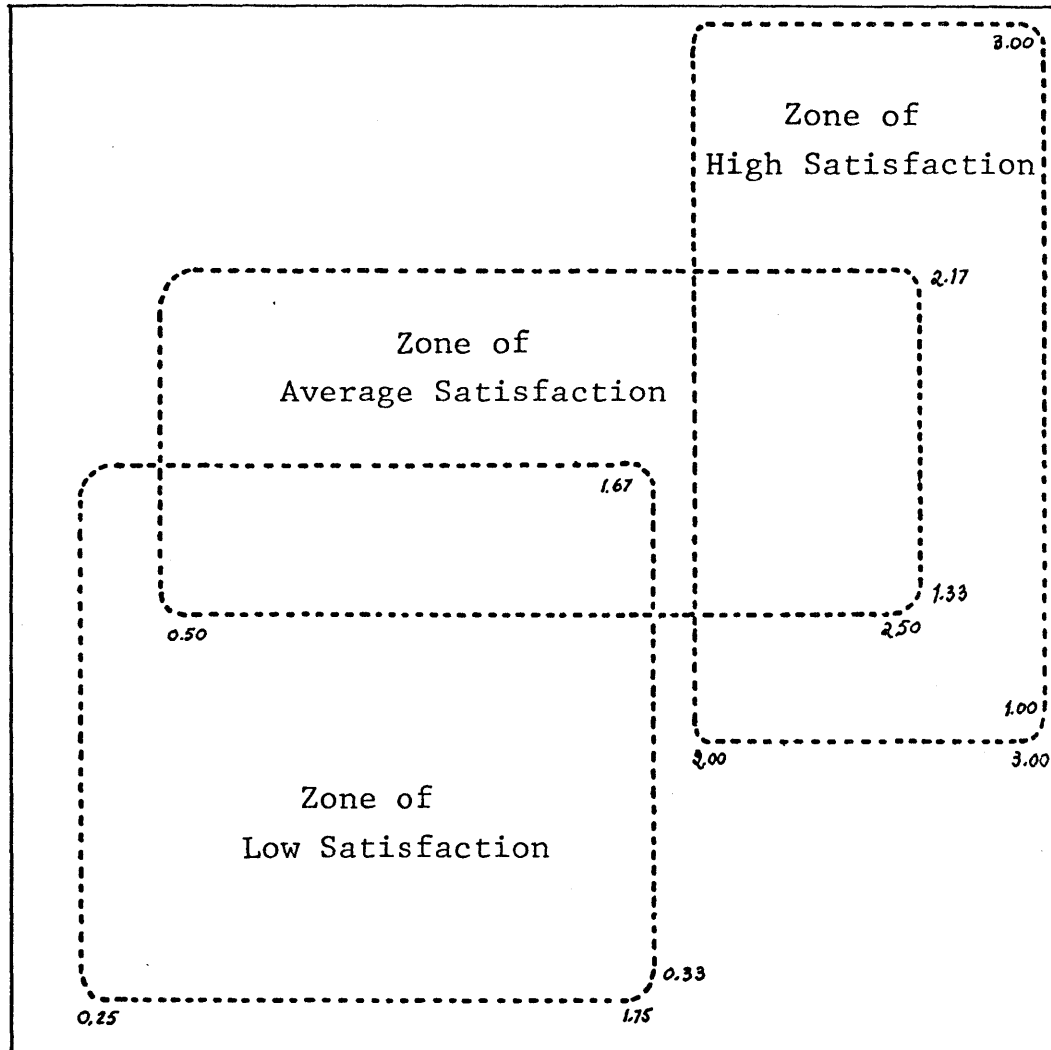 3.00
Zone of
High Satisfaction
2.17
Zone of
Average Satisfaction
1.67
1.33
0.50
2.50
1.00
2.00
3.00
Zone of
Low Satisfaction
0.33
0.25
1.75